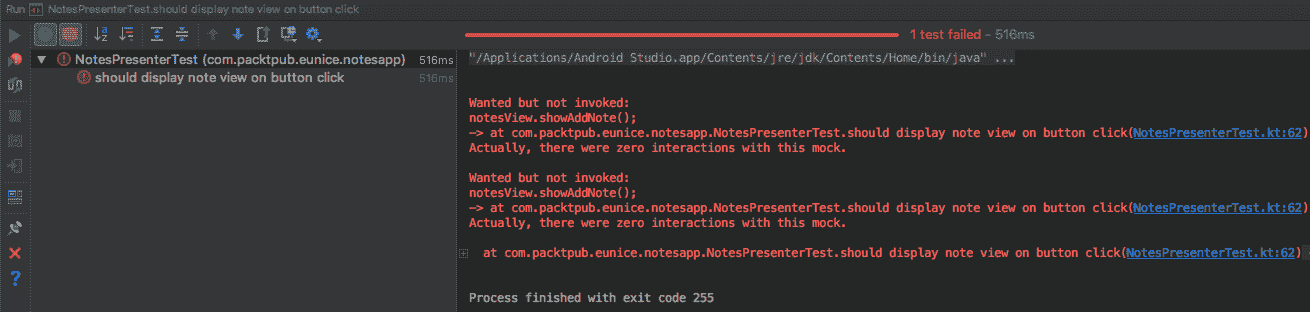 Run NotesPresenterTest.should display note view on button click
1 test failed – 516ms
NotesPresenterTest (com.packtpub.eunice.notesapp) 516ms
should display note view on button click 516ms
"/Applications/Android Studio.app/Contents/jre/jdk/Contents/Home/bin/java" ...
Wanted but not invoked:
notesView.showAddNote();
-> at com.packtpub.eunice.notesapp.NotesPresenterTest.should display note view on button click(NotesPresenterTest.kt:62)
Actually, there were zero interactions with this mock.
Wanted but not invoked:
notesView.showAddNote();
-> at com.packtpub.eunice.notesapp.NotesPresenterTest.should display note view on button click(NotesPresenterTest.kt:62)
Actually, there were zero interactions with this mock.
at com.packtpub.eunice.notesapp.NotesPresenterTest.should display note view on button click(NotesPresenterTest.kt:62)
Process finished with exit code 255